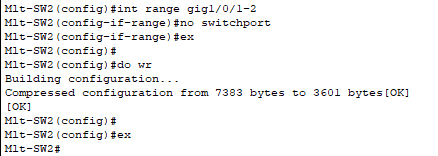 Mlt-SW2(config)#int range gig1/0/1-2
Mlt-SW2(config-if-range)#no switchport
Mlt-SW2(config-if-range)#ex
Mlt-SW2(config)#
Mlt-SW2(config)#do wr
Building configuration...
Compressed configuration from 7383 bytes to 3601 bytes[OK]
[OK]
Mlt-SW2(config)#
Mlt-SW2(config)#ex
Mlt-SW2#